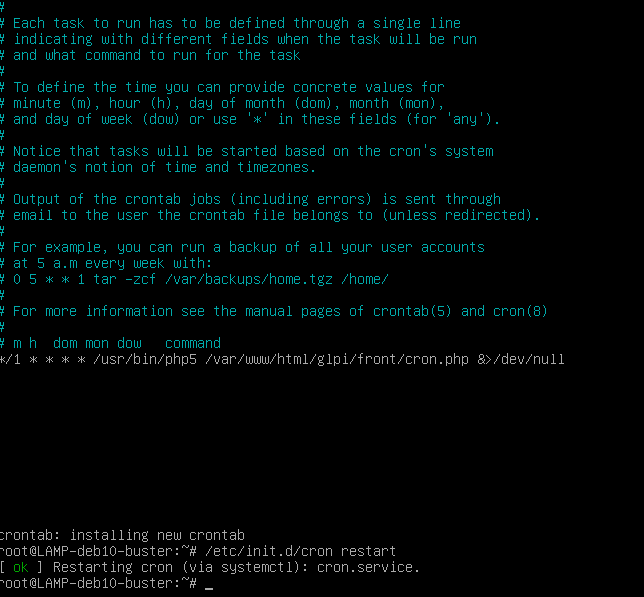 #
# Each task to run has to be defined through a single line
# indicating with different fields when the task will be run
# and what command to run for the task
#
# To define the time you can provide concrete values for
# minute (m), hour (h), day of month (dom), month (mon),
# and day of week (dow) or use '*' in these fields (for 'any').
#
# Notice that tasks will be started based on the cron's system
# daemon's notion of time and timezones.
#
# Output of the crontab jobs (including errors) is sent through
# email to the user the crontab file belongs to (unless redirected).
#
# For example, you can run a backup of all your user accounts
# at 5 a.m every week with:
# 0 5 * * 1 tar -zcf /var/backups/home.tgz /home/
#
# For more information see the manual pages of crontab(5) and cron(8)
#
# m h  dom mon dow   command
*/1 * * * * /usr/bin/php5 /var/www/html/glpi/front/cron.php &>/dev/null
crontab: installing new crontab
root@LAMP-deb10-buster:~# /etc/init.d/cron restart
[ ok ] Restarting cron (via systemctl): cron.service.
root@LAMP-deb10-buster:~# _